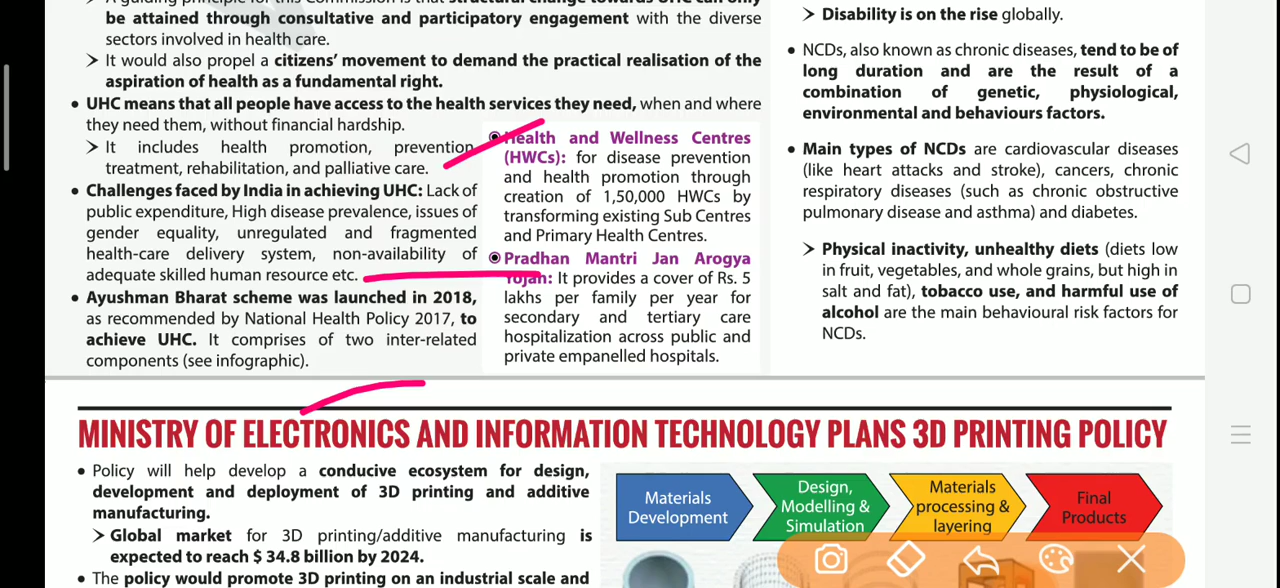 ➢ A guiding principle for this Commission is that structural change towards UHC can only
be attained through consultative and participatory engagement with the diverse
sectors involved in health care.
➢ It would also propel a citizens' movement to demand the practical realisation of the
aspiration of health as a fundamental right.
• UHC means that all people have access to the health services they need, when and where
they need them, without financial hardship.
➢ It includes health promotion, prevention,
treatment, rehabilitation, and palliative care.
• Challenges faced by India in achieving UHC: Lack of
public expenditure, High disease prevalence, issues of
gender equality, unregulated and fragmented
health-care delivery system, non-availability of
adequate skilled human resource etc.
• Ayushman Bharat scheme was launched in 2018,
as recommended by National Health Policy 2017, to
achieve UHC. It comprises of two inter-related
components (see infographic).
Health and Wellness Centres
(HWCs): for disease prevention
and health promotion through
creation of 1,50,000 HWCs by
transforming existing Sub Centres
and Primary Health Centres.
Pradhan Mantri Jan Arogya
Yojan: It provides a cover of Rs. 5
lakhs per family per year for
secondary and tertiary care
hospitalization across public and
private empanelled hospitals.
➢ Disability is on the rise globally.
• NCDs, also known as chronic diseases, tend to be of
long duration and are the result of a
combination of genetic, physiological,
environmental and behaviours factors.
• Main types of NCDs are cardiovascular diseases
(like heart attacks and stroke), cancers, chronic
respiratory diseases (such as chronic obstructive
pulmonary disease and asthma) and diabetes.
➢ Physical inactivity, unhealthy diets (diets low
in fruit, vegetables, and whole grains, but high in
salt and fat), tobacco use, and harmful use of
alcohol are the main behavioural risk factors for
NCDs.
MINISTRY OF ELECTRONICS AND INFORMATION TECHNOLOGY PLANS 3D PRINTING POLICY
• Policy will help develop a conducive ecosystem for design,
development and deployment of 3D printing and additive
manufacturing.
➢ Global market for 3D printing/additive manufacturing is
expected to reach $ 34.8 billion by 2024.
• The policy would promote 3D printing on an industrial scale and
Materials
Development
Design,
Modelling &
Simulation
Materials
processing &
layering
Final
Products